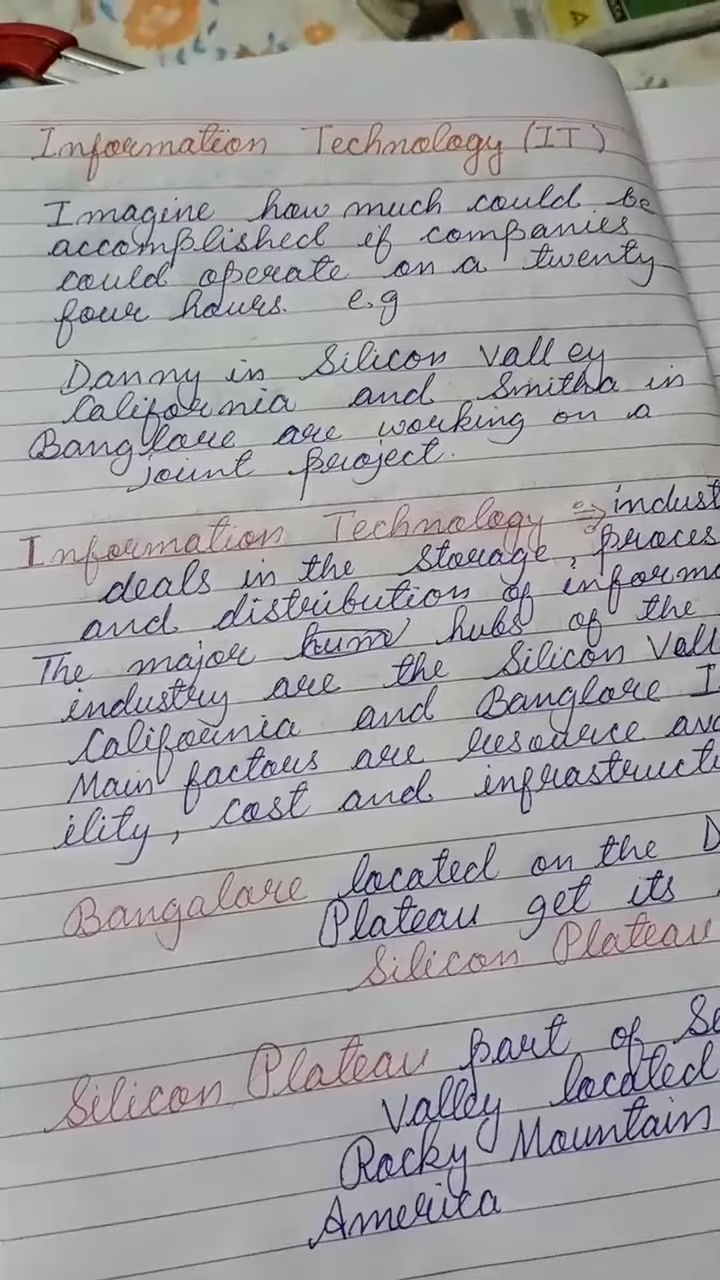 Information Technology (IT)
Imagine how much could be
accomplished if companies
could operate on a twenty
four hours. e.g
Danny in Silicon Valley
California and Smitha in
Banglore are working on a
joint project.
Information Technology ⇒ indust
deals in the storage, proces
and distribution of informa
The major hubs of the
industry are the Silicon Vall
California and Banglore I
Main factors are resource ava
ility, cost and infrastructu
Bangalore located on the D
Plateau get its
Silicon Plateau
Silicon Plateau part of Sa
Valley located
Rocky Mountain
America